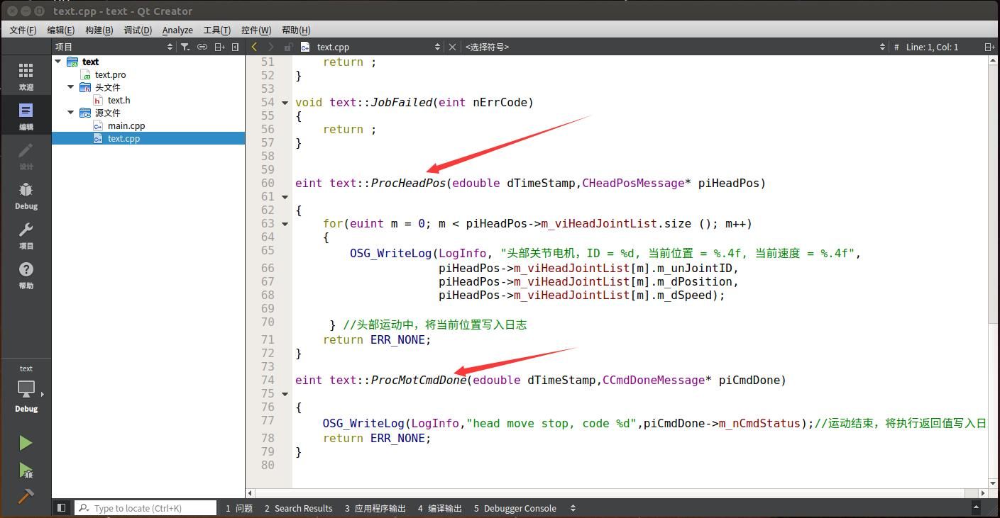 text.cpp - text - Qt Creator
文件(F) 编辑(E) 构建(B) 调试(D) Analyze 工具(T) 控件(W) 帮助(H)
项目
text.cpp
<选择符号>
# Line: 1, Col: 1
欢迎
编辑
设计
Debug
项目
帮助
text
Debug
text
text.pro
头文件
text.h
源文件
main.cpp
text.cpp
51 return ;
52 }
53
54 void text::JobFailed(eint nErrCode)
55 {
56 return ;
57 }
58
59
60 eint text::ProcHeadPos(edouble dTimeStamp,CHeadPosMessage* piHeadPos)
61
62 {
63 for(euint m = 0; m < piHeadPos->m_viHeadJointList.size (); m++)
64 {
65 OSG_WriteLog(LogInfo, "头部关节电机，ID = %d, 当前位置 = %.4f, 当前速度 = %.4f",
66 piHeadPos->m_viHeadJointList[m].m_unJointID,
67 piHeadPos->m_viHeadJointList[m].m_dPosition,
68 piHeadPos->m_viHeadJointList[m].m_dSpeed);
69
70 } //头部运动中，将当前位置写入日志
71 return ERR_NONE;
72 }
73
74 eint text::ProcMotCmdDone(edouble dTimeStamp,CCmdDoneMessage* piCmdDone)
75
76 {
77 OSG_WriteLog(LogInfo,"head move stop, code %d",piCmdDone->m_nCmdStatus);//运动结束，将执行返回值写入日
78 return ERR_NONE;
79 }
80
Type to locate (Ctrl+K)
1 问题 2 Search Results 3 应用程序输出 4 编译输出 5 Debugger Console